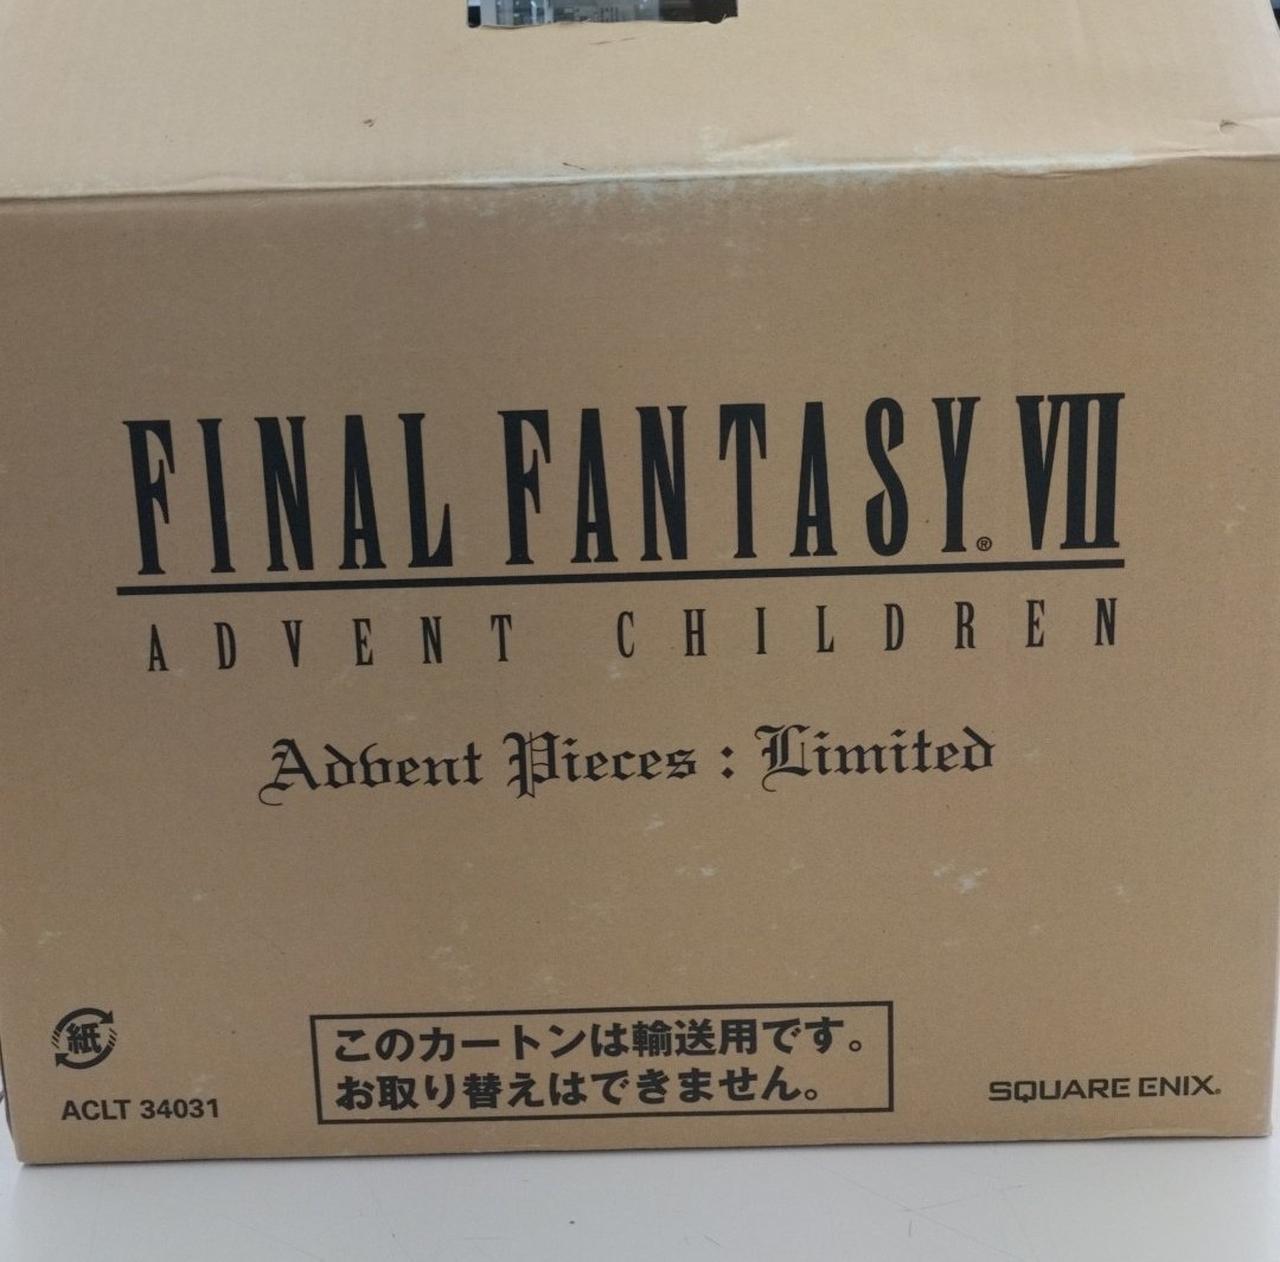 FINAL FANTASY® VII
ADVENT CHILDREN
Advent Pieces : Limited
紙
ACLT 34031
このカートンは輸送用です。
お取り替えはできません。
SQUARE ENIX.